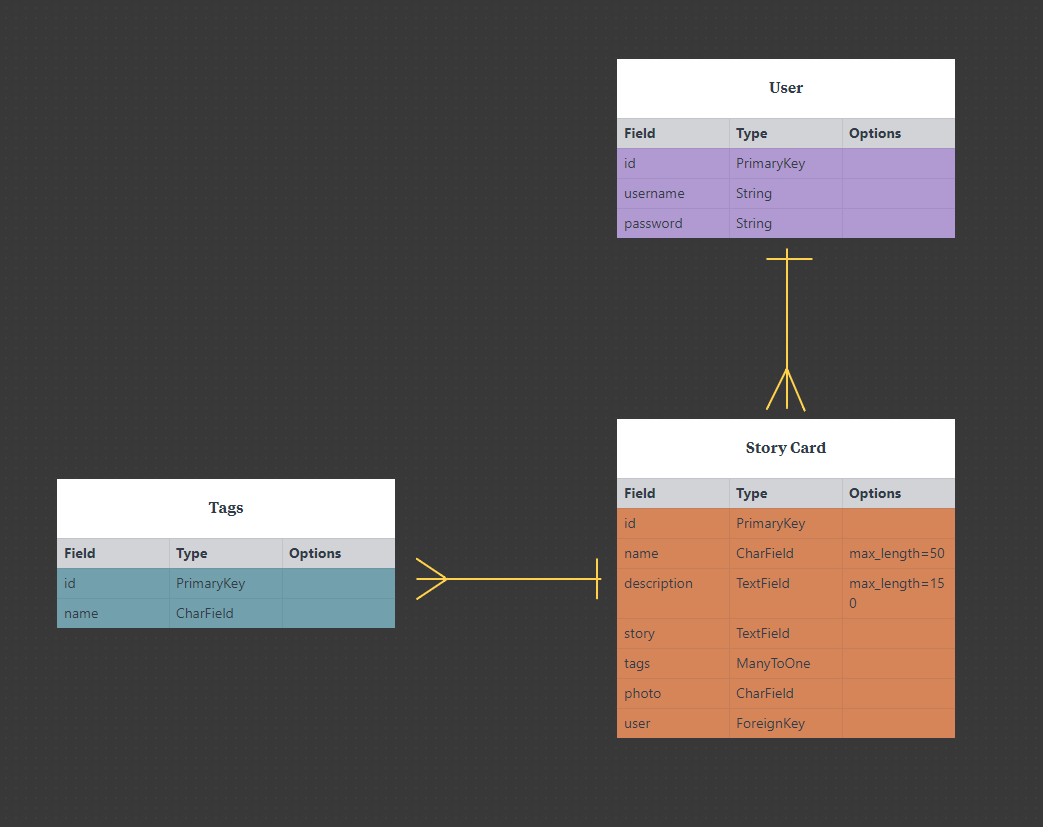 User
Field Type Options
id PrimaryKey
username String
password String
Story Card
Field Type Options
id PrimaryKey
name CharField max_length=50
description TextField max_length=15
0
story TextField
tags ManyToOne
photo CharField
user ForeignKey
Tags
Field Type Options
id PrimaryKey
name CharField